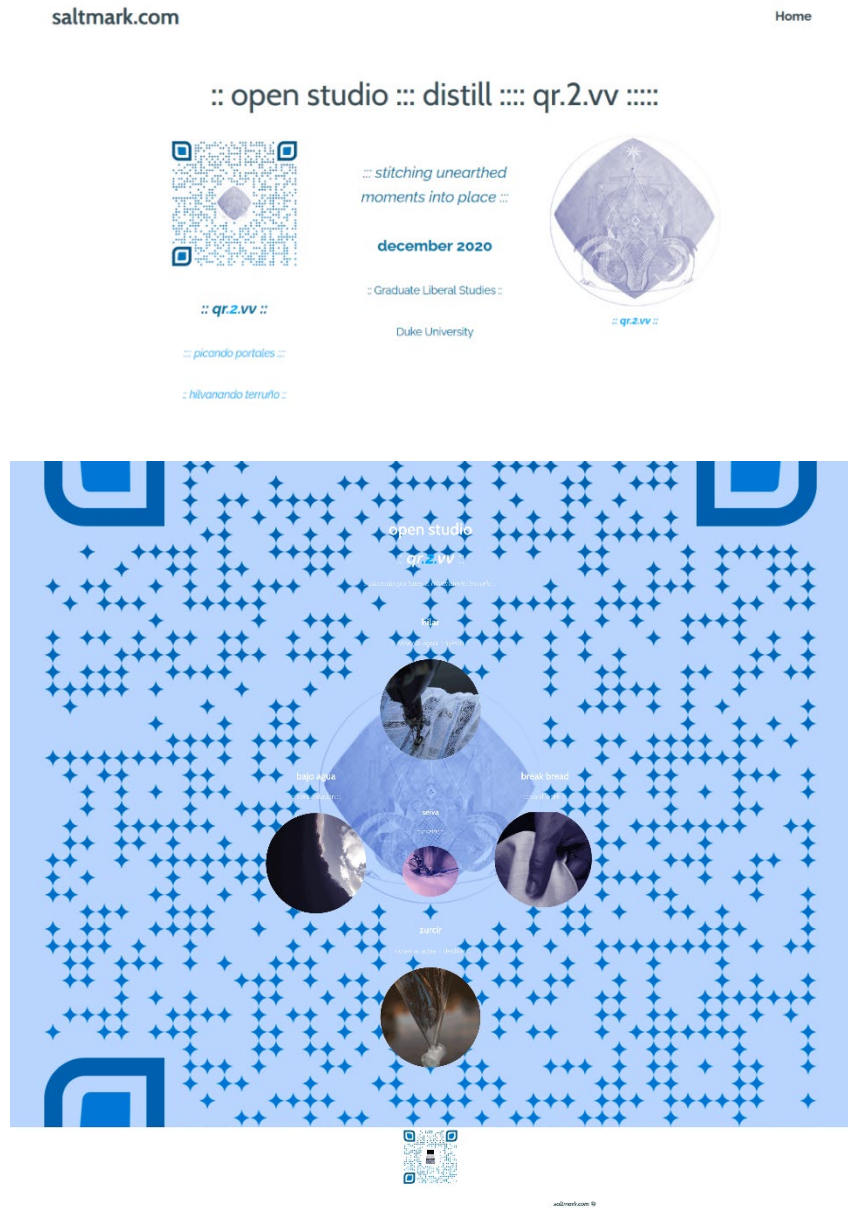 saltmark.com
Home
:: open studio ::: distill :::: qr.2.vv :::::
::: stitching unearthed
moments into place :::
december 2020
:: Graduate Liberal Studies ::
Duke University
:: qr.2.vv ::
:::: picando portales ::::
:: hilvanando terruño ::
:: qr.2.vv ::
open studio
:: qr.2.vv ::
hilar
bajo agua
break bread
selva
zurcir
saltmark.com ©